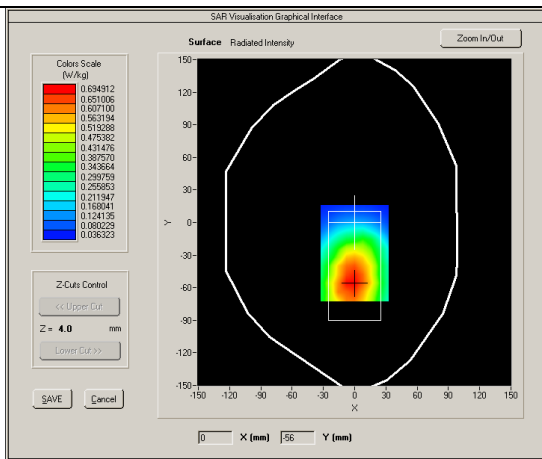 SAR Visualisation Graphical Interface
Surface Radiated Intensity
Zoom In/Out
Colors Scale
(W/kg)
0.694912
0.651006
0.607100
0.563194
0.519288
0.475382
0.431476
0.387570
0.343664
0.299759
0.255853
0.211947
0.168041
0.124135
0.080229
0.036323
Z-Cuts Control
<< Upper Cut
Z = 4.0 mm
Lower Cut >>
SAVE Cancel
150
120
90
60
30
0
-30
-60
-90
-120
-150
Y
-150 -120 -90 -60 -30 0 30 60 90 120 150
X
0 X (mm) -56 Y (mm)